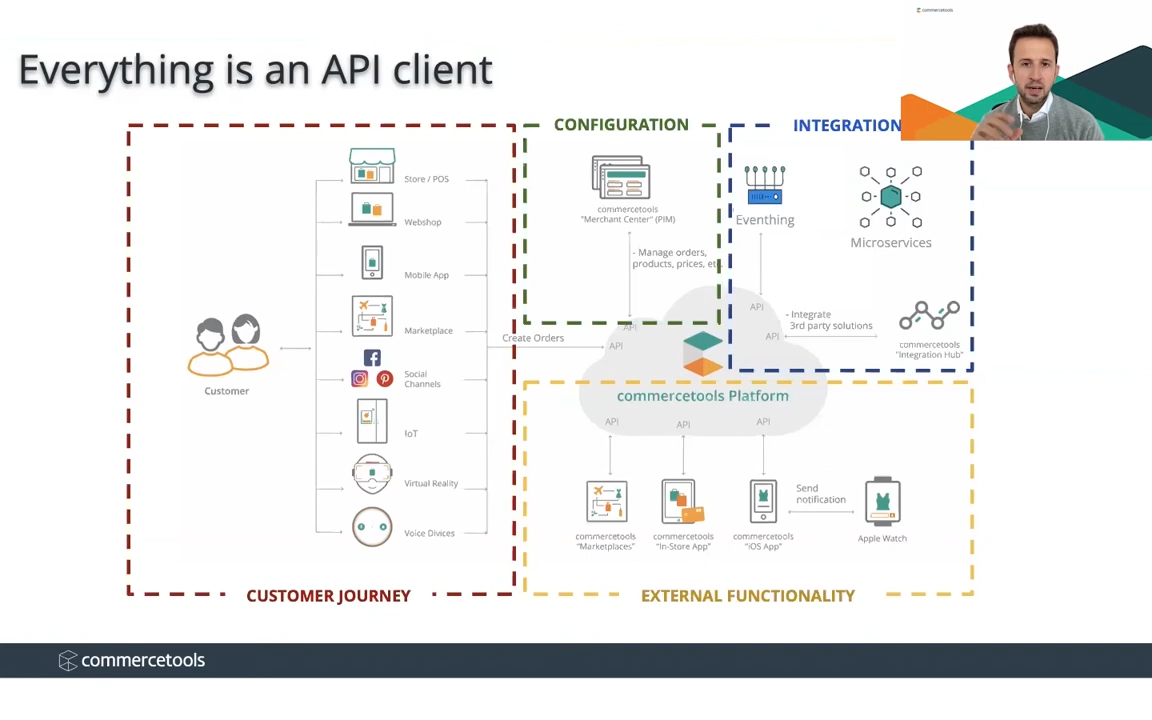 commercetools
Everything is an API client
CONFIGURATION
INTEGRATION
Store / POS
Webshop
Mobile App
Marketplace
Social
Channels
IoT
Virtual Reality
Voice Divices
Customer
Create Orders
commercetools
"Merchant Center" (PIM)
- Manage orders,
products, prices, etc.
Eventhing
Microservices
- Integrate
3rd party solutions
commercetools
"Integration Hub"
API
API
API
API
commercetools Platform
API
API
API
commercetools
"Marketplaces"
commercetools
"In-Store App"
commercetools
"iOS App"
Send
notification
Apple Watch
CUSTOMER JOURNEY
EXTERNAL FUNCTIONALITY
commercetools